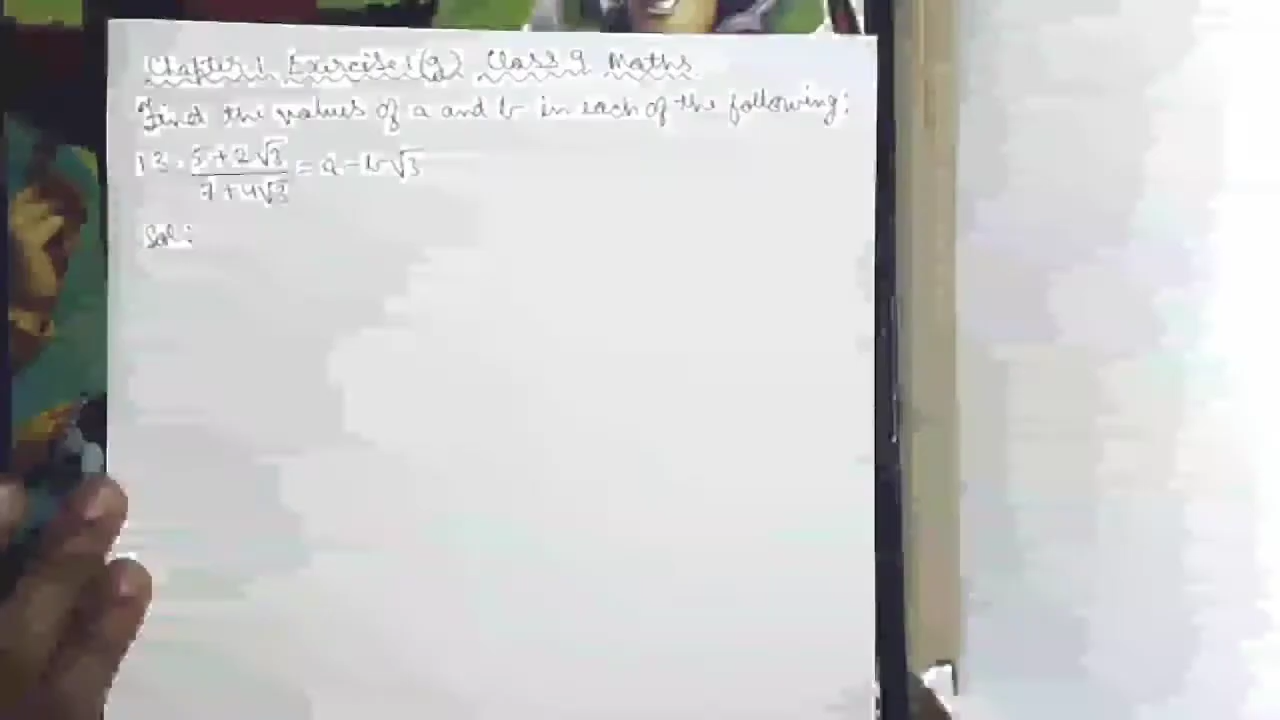 Chapter 1 Exercise 1(g) Class 9 Maths
Find the values of a and b in each of the following:
13. 5+2√3 / 7+4√3 = a-b√3
Sol: